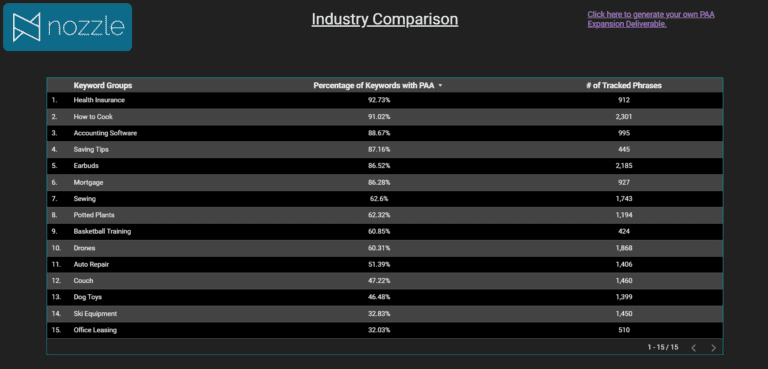 nozzle
Industry Comparison
Click here to generate your own PAA
Expansion Deliverable.
Keyword Groups Percentage of Keywords with PAA # of Tracked Phrases
1. Health Insurance 92.73% 912
2. How to Cook 91.02% 2,301
3. Accounting Software 88.67% 995
4. Saving Tips 87.16% 445
5. Earbuds 86.52% 2,185
6. Mortgage 86.28% 927
7. Sewing 62.6% 1,743
8. Potted Plants 62.32% 1,194
9. Basketball Training 60.85% 424
10. Drones 60.31% 1,868
11. Auto Repair 51.39% 1,406
12. Couch 47.22% 1,460
13. Dog Toys 46.48% 1,399
14. Ski Equipment 32.83% 1,450
15. Office Leasing 32.03% 510
1 - 15 / 15